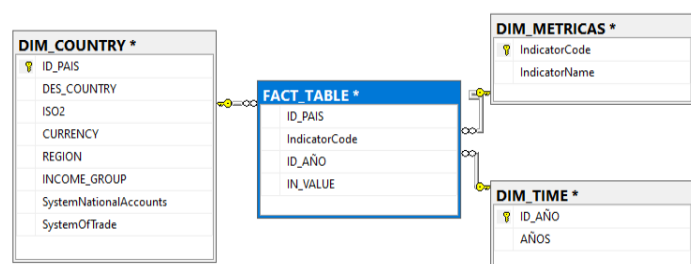 DIM_COUNTRY *
ID_PAIS
DES_COUNTRY
ISO2
CURRENCY
REGION
INCOME_GROUP
SystemNationalAccounts
SystemOfTrade
FACT_TABLE *
ID_PAIS
IndicatorCode
ID_AÑO
IN_VALUE
DIM_METRICAS *
IndicatorCode
IndicatorName
DIM_TIME *
ID_AÑO
AÑOS